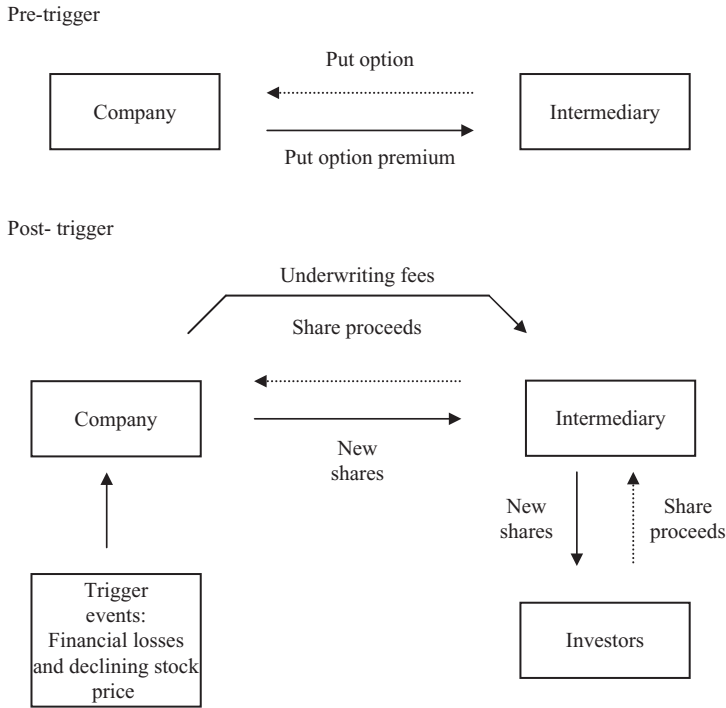 Pre-trigger
Put option
Company
Intermediary
Put option premium
Post- trigger
Underwriting fees
Share proceeds
Company
Intermediary
New
shares
New
shares
Share
proceeds
Trigger
events:
Financial losses
and declining stock
price
Investors